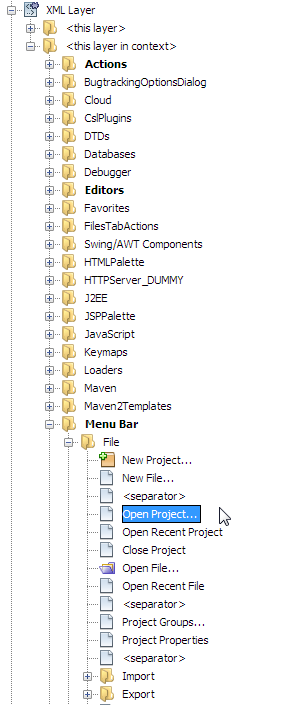 XML Layer
<this layer>
<this layer in context>
Actions
BugtrackingOptionsDialog
Cloud
CslPlugins
DTDs
Databases
Debugger
Editors
Favorites
FilesTabActions
Swing/AWT Components
HTMLPalette
HTTPServer_DUMMY
J2EE
JSPPalette
JavaScript
Keymaps
Loaders
Maven
Maven2Templates
Menu Bar
File
New Project...
New File...
<separator>
Open Project...
Open Recent Project
Close Project
Open File...
Open Recent File
<separator>
Project Groups...
Project Properties
<separator>
Import
Export